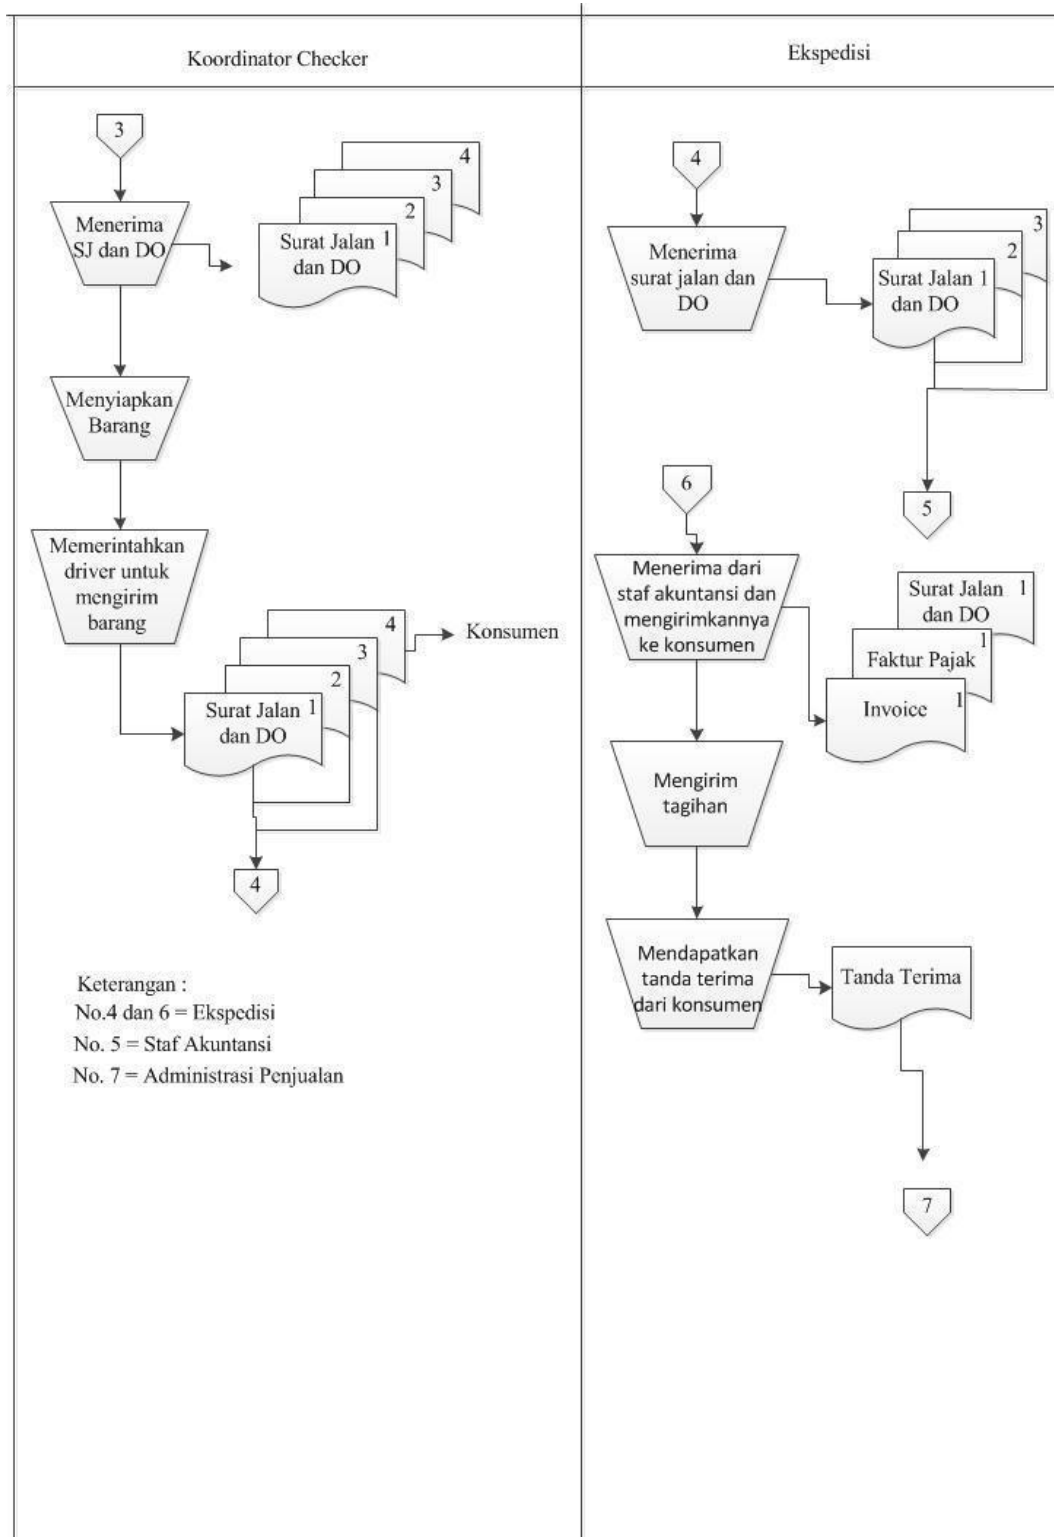 Koordinator Checker
Ekspedisi
3
Menerima
SJ dan DO
4
3
2
Surat Jalan 1
dan DO
Menyiapkan
Barang
Memerintahkan
driver untuk
mengirim
barang
4
Konsumen
3
2
Surat Jalan 1
dan DO
4
Keterangan :
No.4 dan 6 = Ekspedisi
No. 5 = Staf Akuntansi
No. 7 = Administrasi Penjualan
4
Menerima
surat jalan dan
DO
3
2
Surat Jalan 1
dan DO
5
6
Menerima dari
staf akuntansi dan
mengirimkannya
ke konsumen
Surat Jalan 1
dan DO
1
Faktur Pajak
Invoice 1
Mengirim
tagihan
Mendapatkan
tanda terima
dari konsumen
Tanda Terima
7